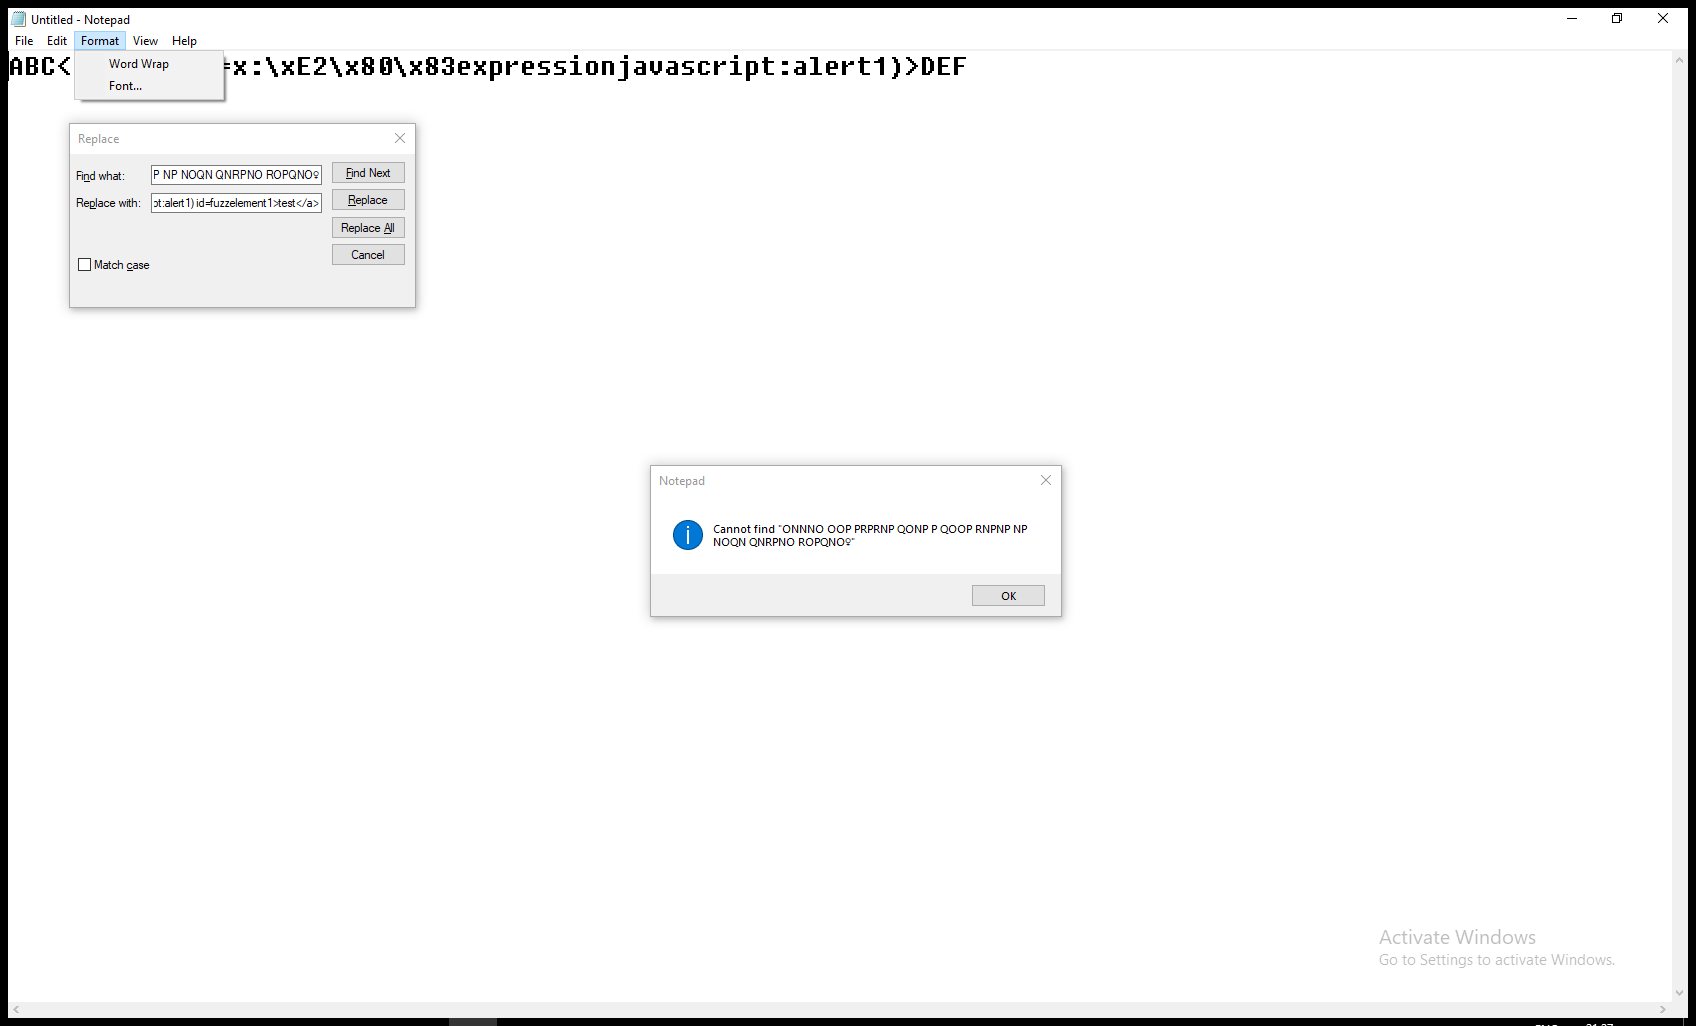 Untitled - Notepad
File Edit Format View Help
ABC< =x:\xE2\x80\x83expressionjavascript:alert1)>DEF
Word Wrap
Font...
Replace
Find what: P NP NOQN QNRPNO ROPQNO♀ Find Next
Replace with: pt:alert1) id=fuzzelement1>test</a> Replace
Replace All
Cancel
Match case
Notepad
Cannot find "ONNNO OOP PRPRNP QONP P QOOP RNPNP NP
NOQN QNRPNO ROPQNO♀"
OK
Activate Windows
Go to Settings to activate Windows.